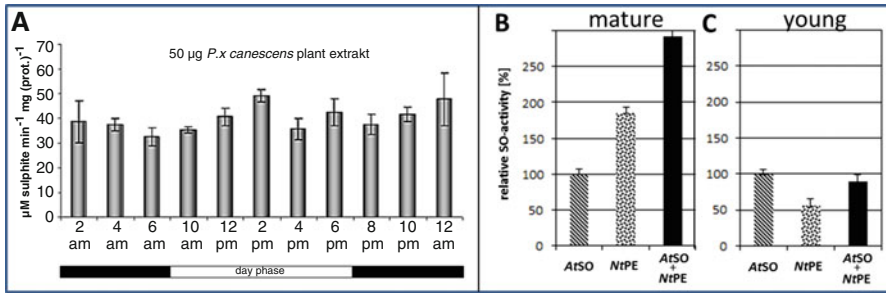 A
50 µg P.x canescens plant extrakt
µM sulphite min⁻¹ mg (prot.)⁻¹
70
60
50
40
30
20
10
0
2 4 6 10 12 2 4 6 8 10 12
am am am am pm pm pm pm pm pm am
day phase
B mature
relative SO-activity [%]
250
200
150
100
50
0
AtSO NtPE AtSO + NtPE
C young
250
200
150
100
50
0
AtSO NtPE AtSO + NtPE